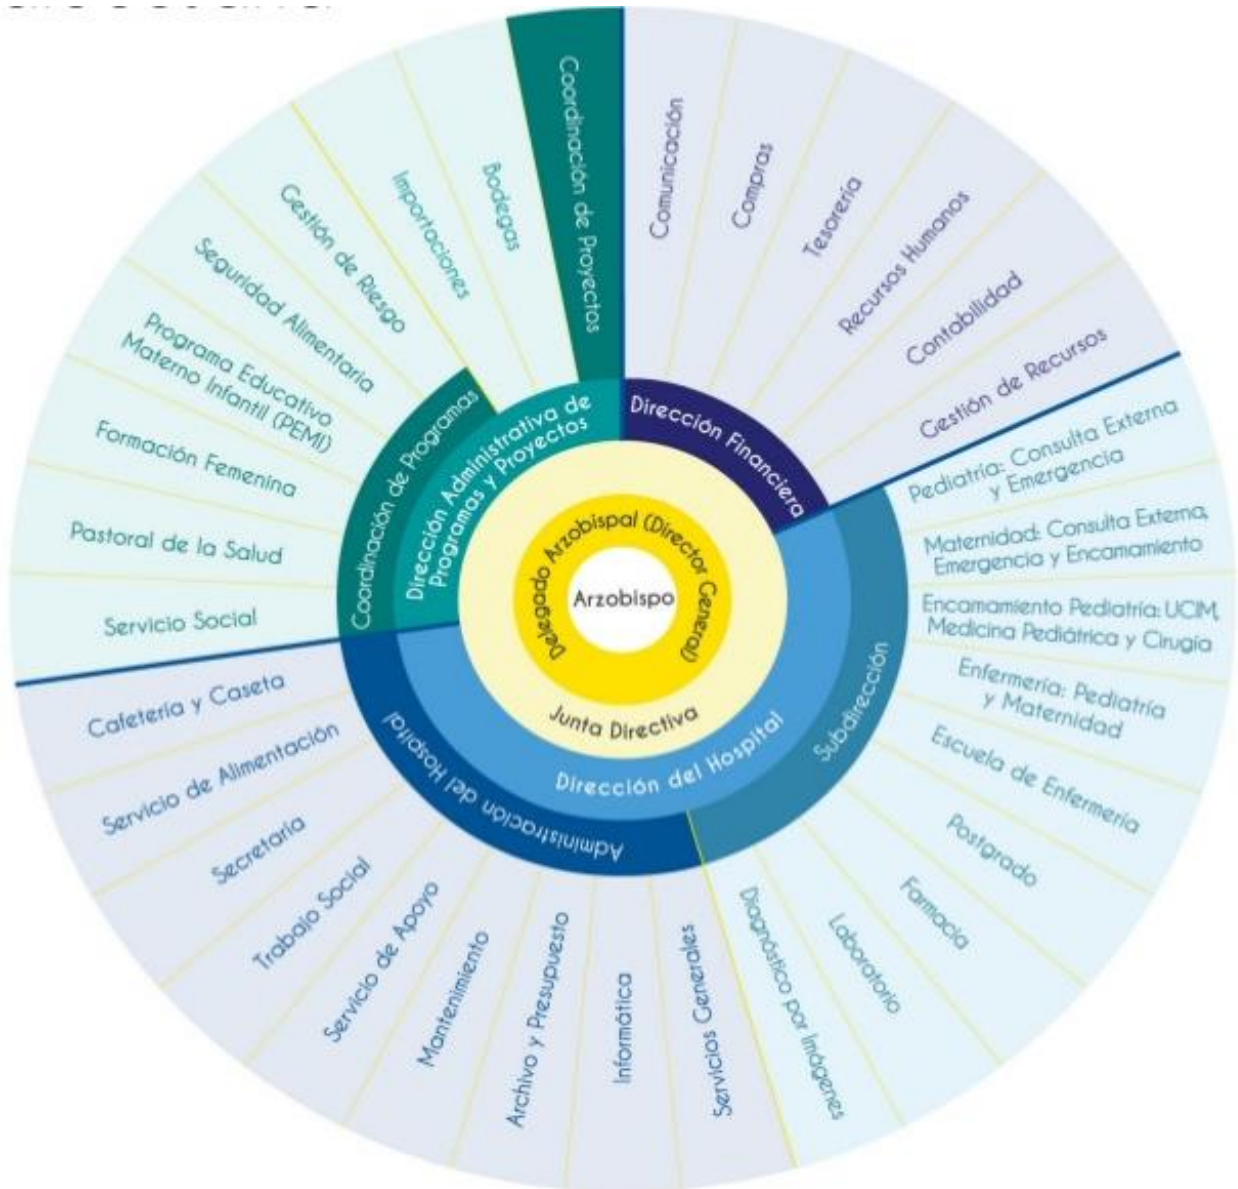 Arzobispo
Delegado Arzobispal (Director General)
Junta Directiva
Dirección Financiera
Comunicación
Compras
Tesorería
Recursos Humanos
Contabilidad
Gestión de Recursos
Dirección del Hospital
Subdirección
Pediatría: Consulta Externa
y Emergencia
Maternidad: Consulta Externa,
Emergencia y Encamamiento
Encamamiento Pediatría: UCIM,
Medicina Pediátrica y Cirugía
Enfermería: Pediatría
y Maternidad
Escuela de Enfermería
Postgrado
Farmacia
Laboratorio
Diagnóstico por Imágenes
Administración del Hospital
Servicios Generales
Informática
Archivo y Presupuesto
Mantenimiento
Servicio de Apoyo
Trabajo Social
Secretaría
Servicio de Alimentación
Cafetería y Caseta
Dirección Administrativa de
Programas y Proyectos
Coordinación de Programas
Servicio Social
Pastoral de la Salud
Formación Femenina
Programa Educativo
Materno Infantil (PEMI)
Seguridad Alimentaria
Gestión de Riesgo
Importaciones
Bodegas
Coordinación de Proyectos